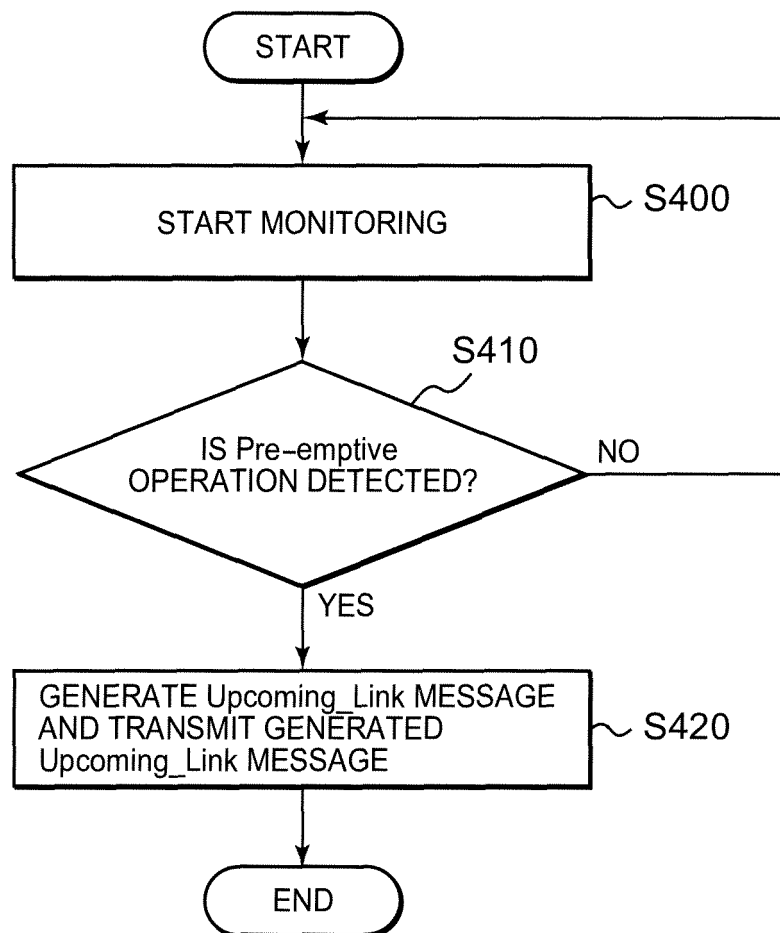 START
START MONITORING
S400
S410
IS Pre-emptive
OPERATION DETECTED?
NO
YES
GENERATE Upcoming_Link MESSAGE
AND TRANSMIT GENERATED
Upcoming_Link MESSAGE
S420
END